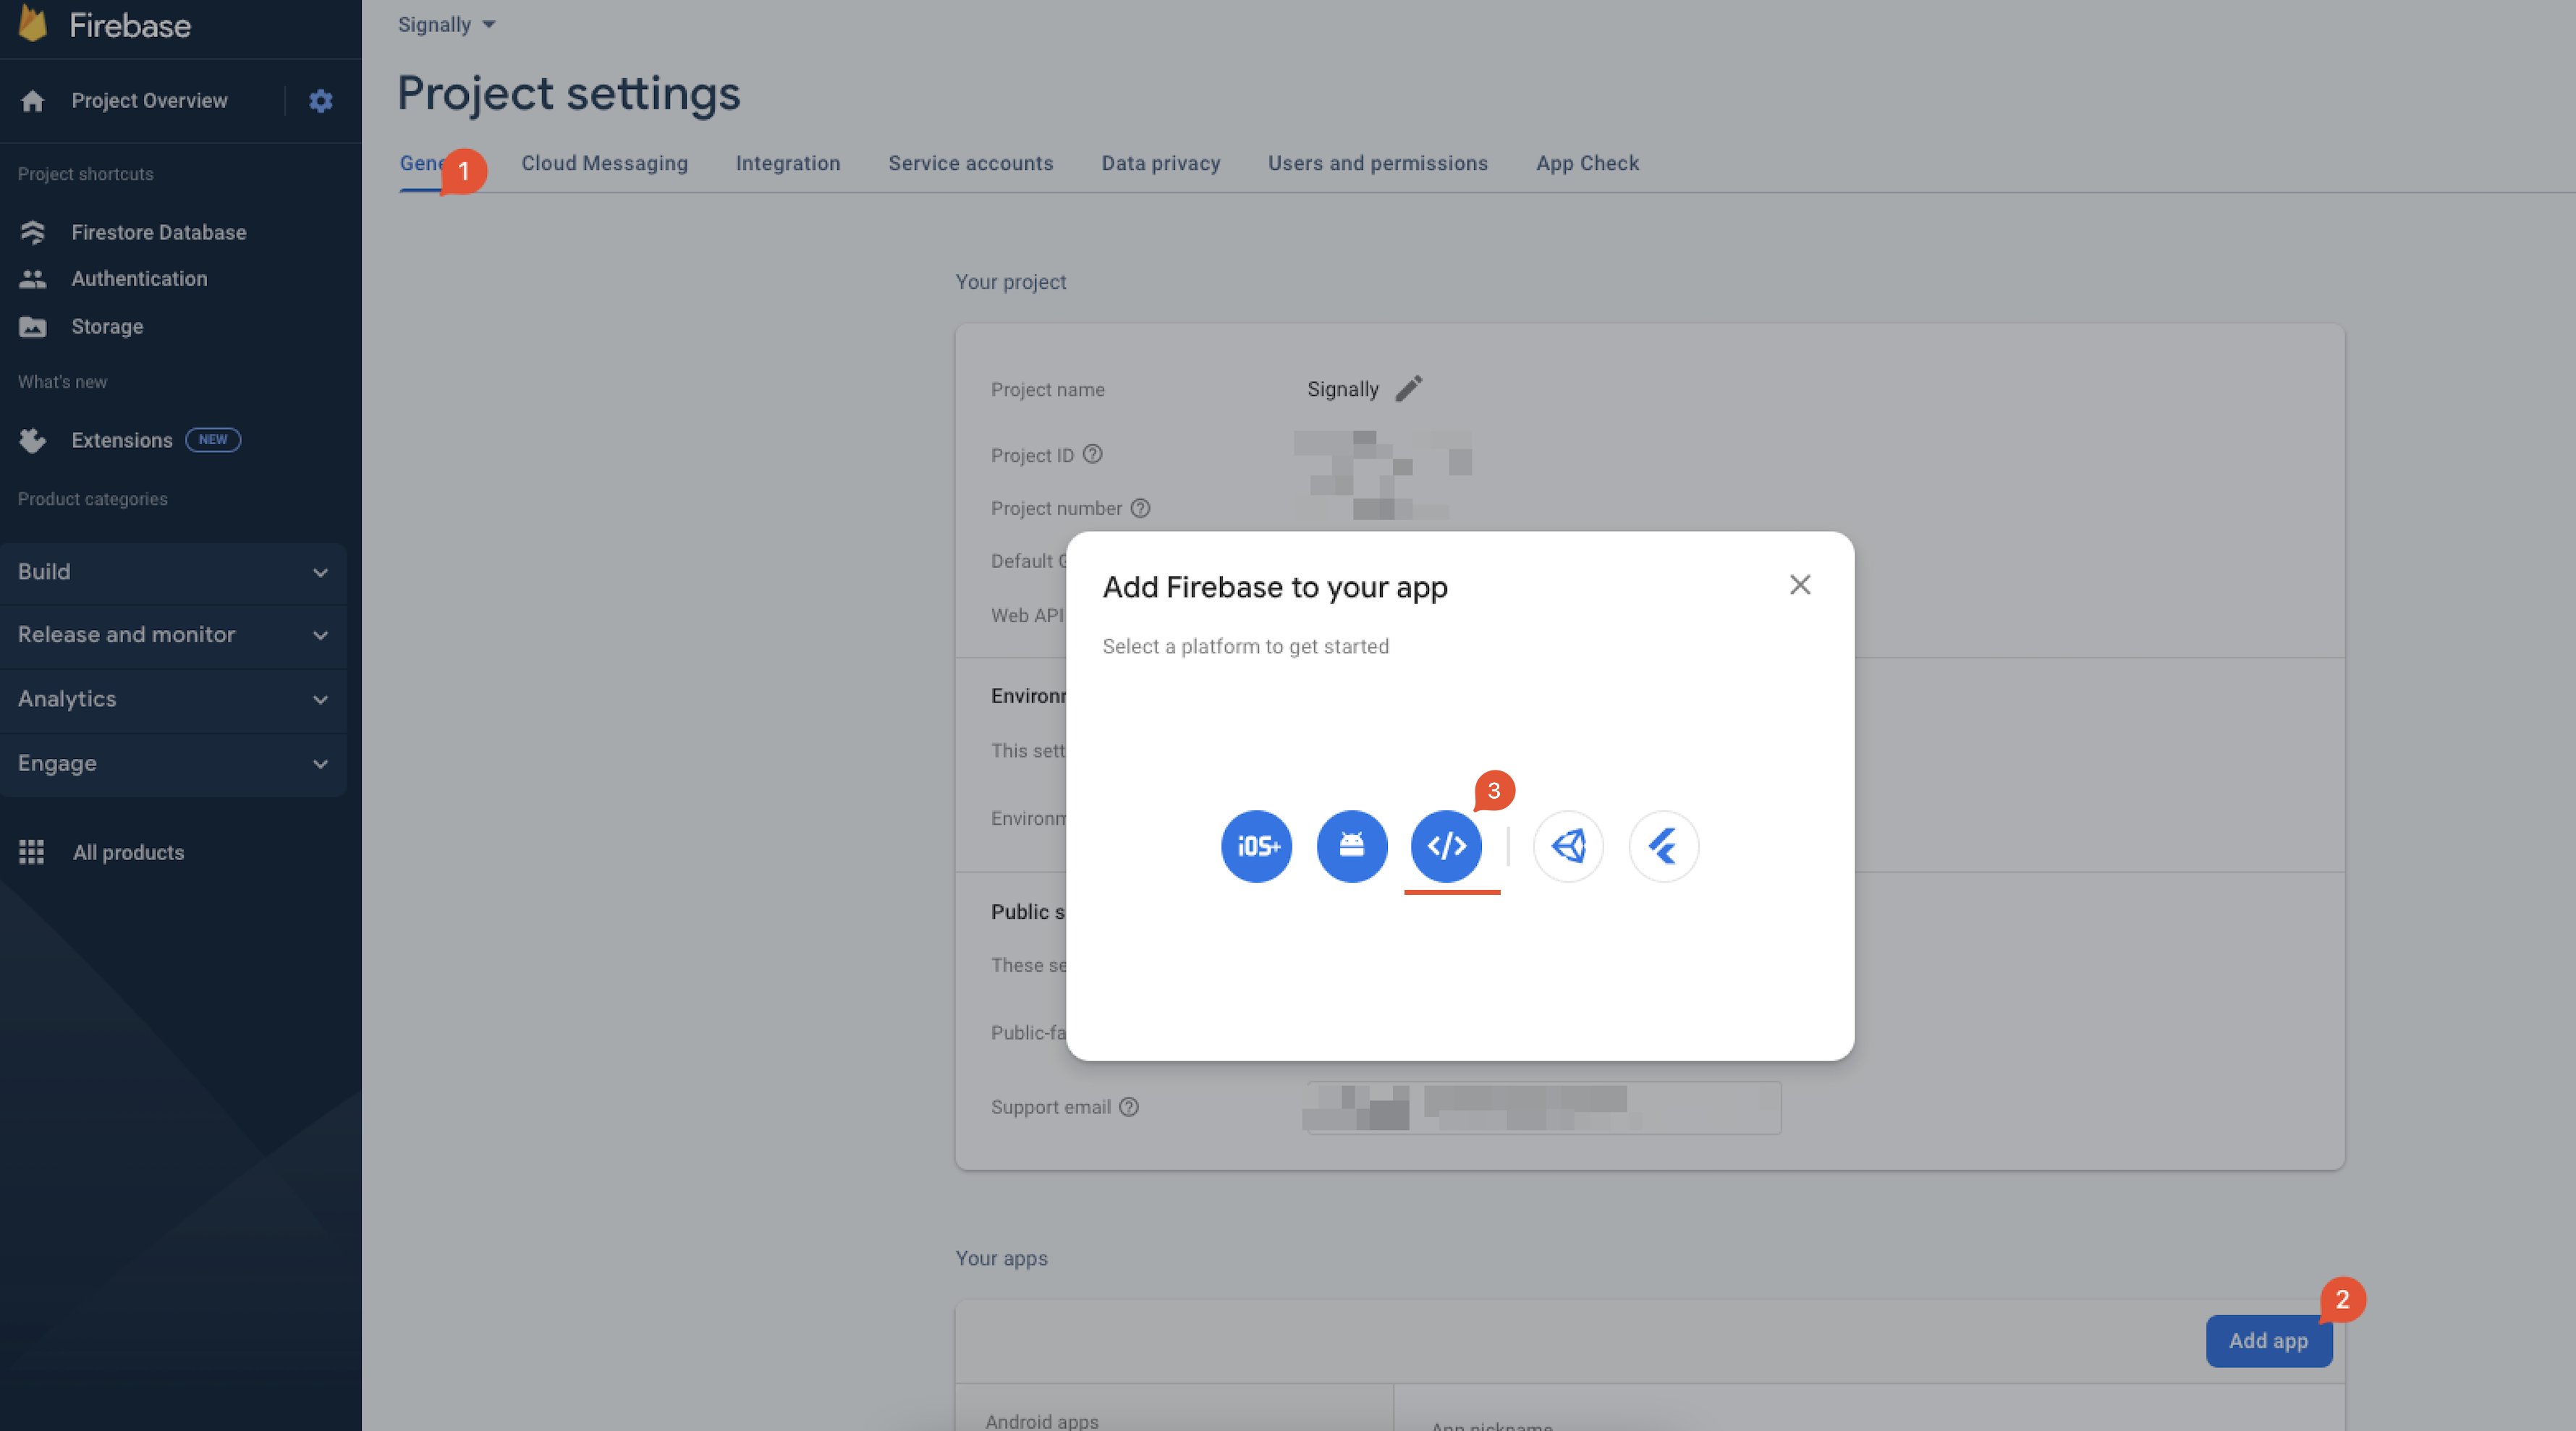 Firebase
Project Overview
Project shortcuts
Firestore Database
Authentication
Storage
What's new
Extensions NEW
Product categories
Build
Release and monitor
Analytics
Engage
All products
Signally
Project settings
Gene 1 Cloud Messaging Integration Service accounts Data privacy Users and permissions App Check
Your project
Project name Signally
Project ID
Project number
Default
Web API
Environ
This sett
Environm
Public s
These se
Public-fa
Support email
Add Firebase to your app
Select a platform to get started
3
iOS+ </>
Your apps
2
Add app
Android apps
App nickname